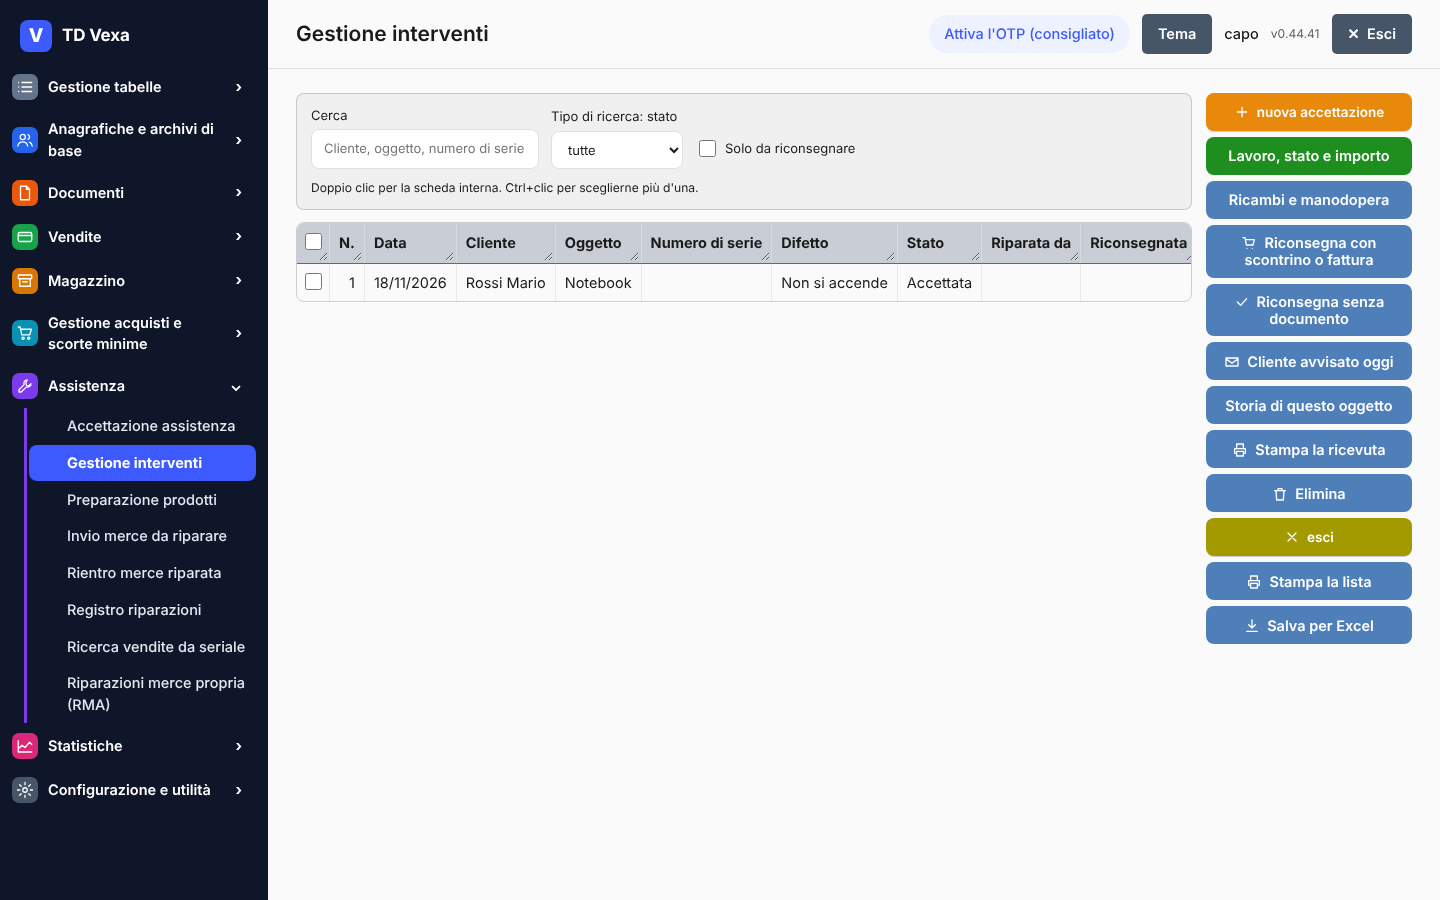 V TD Vexa
Gestione tabelle
Anagrafiche e archivi di
base
Documenti
Vendite
Magazzino
Gestione acquisti e
scorte minime
Assistenza
Accettazione assistenza
Gestione interventi
Preparazione prodotti
Invio merce da riparare
Rientro merce riparata
Registro riparazioni
Ricerca vendite da seriale
Riparazioni merce propria
(RMA)
Statistiche
Configurazione e utilità
Gestione interventi
Attiva l'OTP (consigliato)
Tema
capo
v0.44.41
Esci
Cerca
Cliente, oggetto, numero di serie
Tipo di ricerca: stato
tutte
Solo da riconsegnare
Doppio clic per la scheda interna. Ctrl+clic per sceglierne più d'una.
N. Data Cliente Oggetto Numero di serie Difetto Stato Riparata da Riconsegnata
1 18/11/2026 Rossi Mario Notebook Non si accende Accettata
nuova accettazione
Lavoro, stato e importo
Ricambi e manodopera
Riconsegna con
scontrino o fattura
Riconsegna senza
documento
Cliente avvisato oggi
Storia di questo oggetto
Stampa la ricevuta
Elimina
esci
Stampa la lista
Salva per Excel